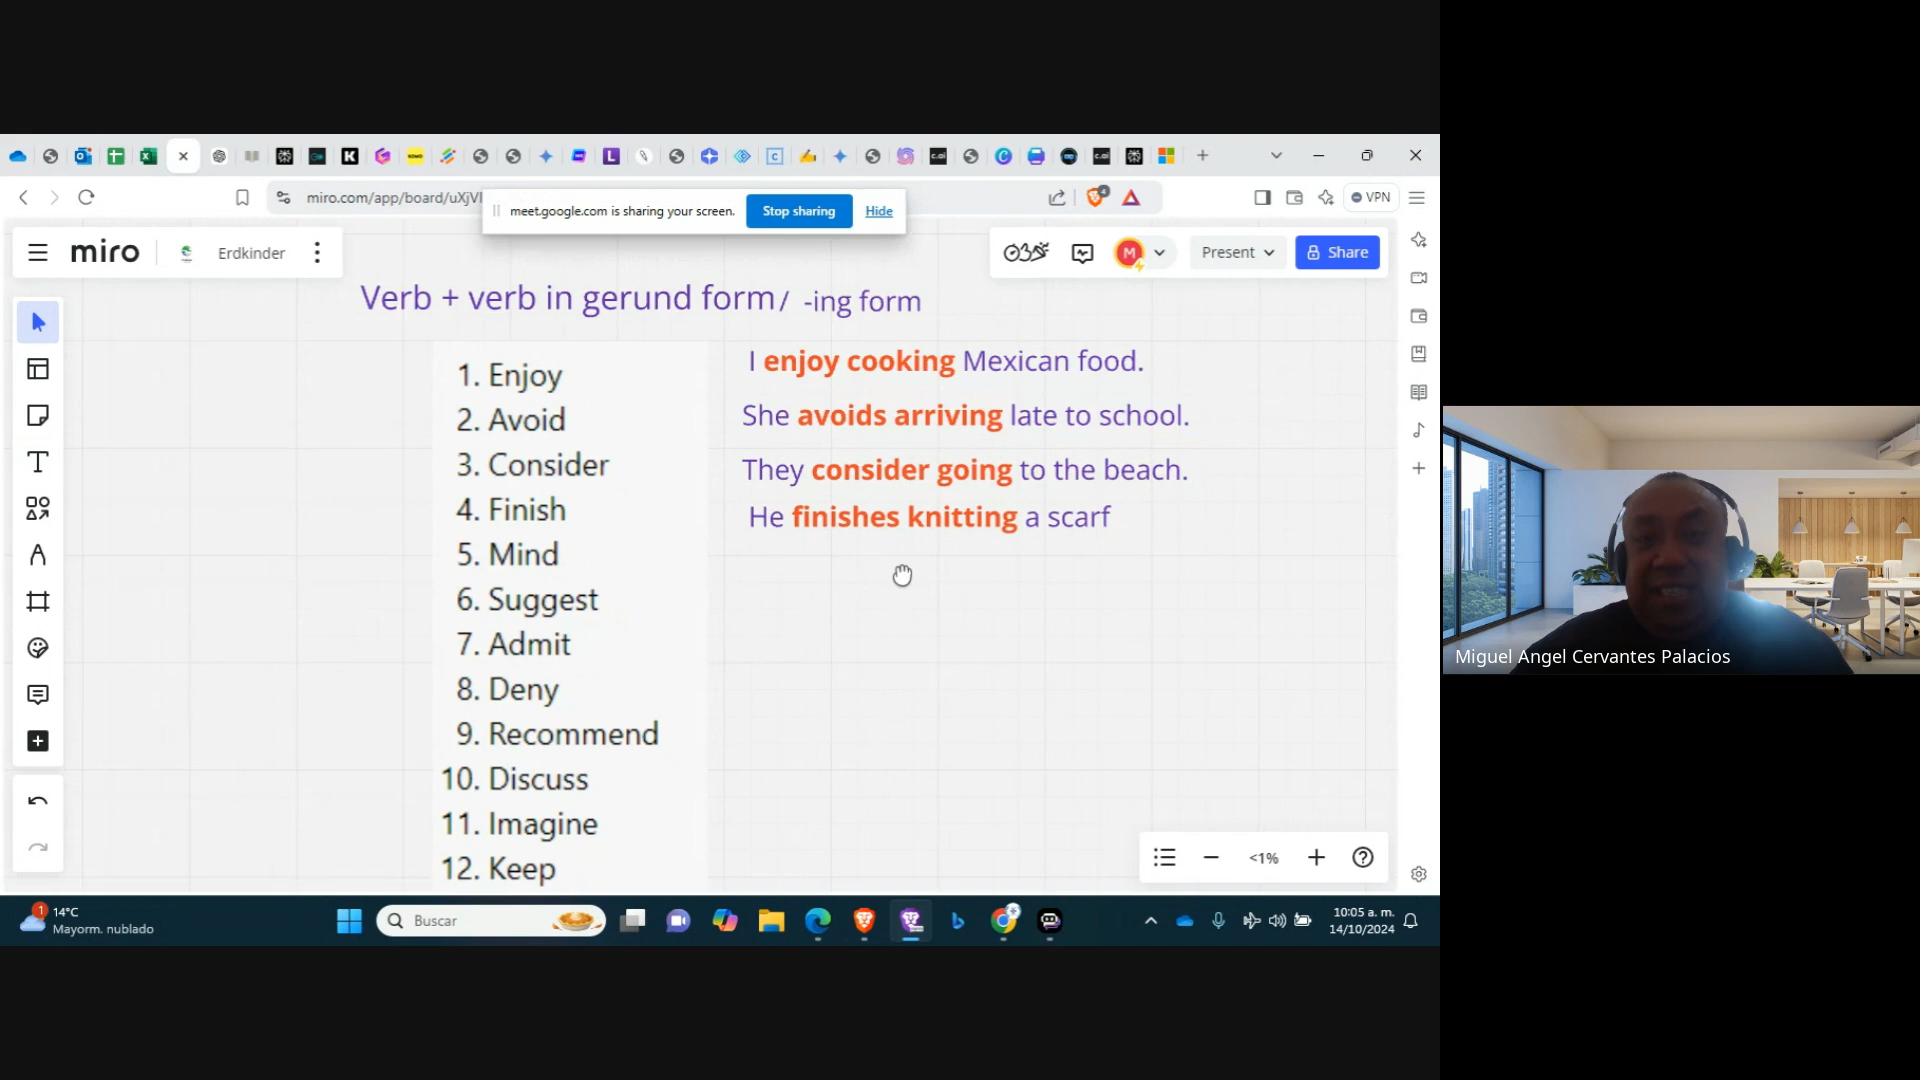 miro.com/app/board/uXjVI
meet.google.com is sharing your screen.
Stop sharing
Hide
4
VPN
miro
Erdkinder
M
Present
Share
Verb + verb in gerund form/ -ing form
1. Enjoy
2. Avoid
3. Consider
4. Finish
5. Mind
6. Suggest
7. Admit
8. Deny
9. Recommend
10. Discuss
11. Imagine
12. Keep
I enjoy cooking Mexican food.
She avoids arriving late to school.
They consider going to the beach.
He finishes knitting a scarf
<1%
Miguel Angel Cervantes Palacios
1
14°C
Mayorm. nublado
Buscar
10:05 a. m.
14/10/2024